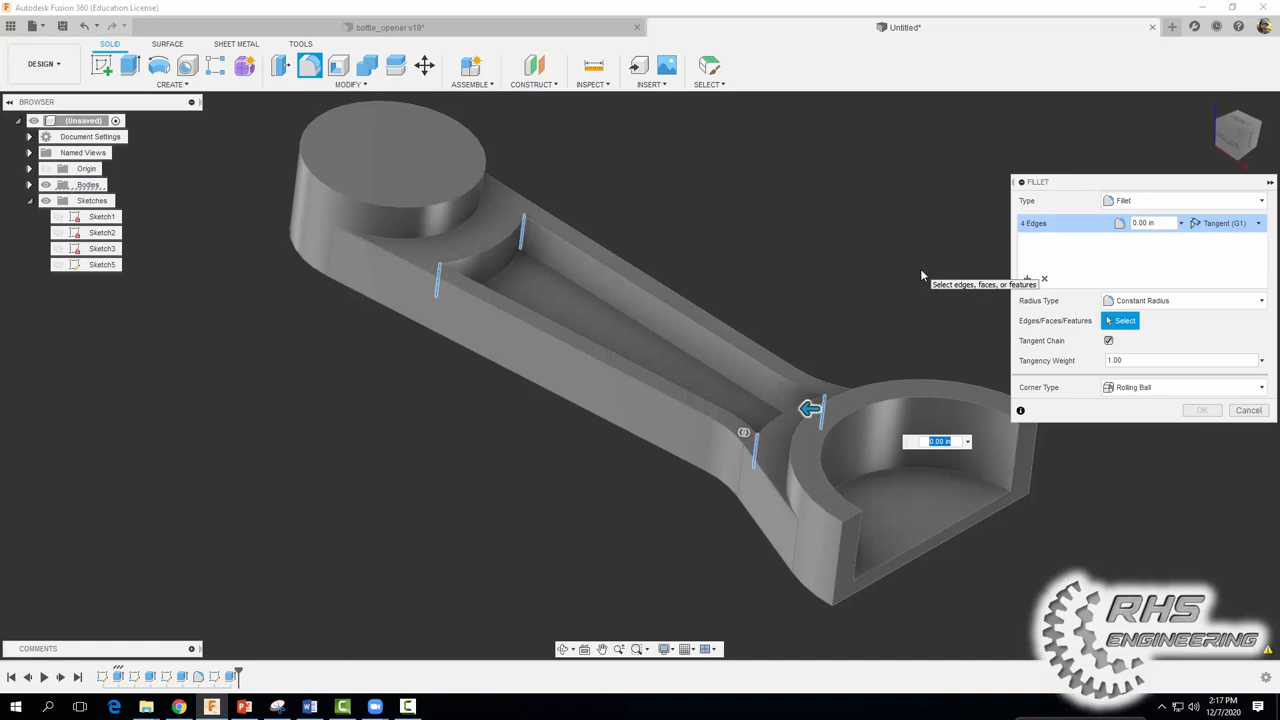 Autodesk Fusion 360 (Education License)
bottle_opener v19*
Untitled*
SOLID SURFACE SHEET METAL TOOLS
DESIGN ▾
CREATE ▾ MODIFY ▾ ASSEMBLE ▾ CONSTRUCT ▾ INSPECT ▾ INSERT ▾ SELECT ▾
BROWSER
(Unsaved)
Document Settings
Named Views
Origin
Bodies
Sketches
Sketch1
Sketch2
Sketch3
Sketch5
FILLET
Type Fillet
4 Edges 0.00 in Tangent (G1)
Select edges, faces, or features
Radius Type Constant Radius
Edges/Faces/Features Select
Tangent Chain
Tangency Weight 1.00
Corner Type Rolling Ball
OK Cancel
0.00 in
COMMENTS
RHS
ENGINEERING
2:17 PM
12/7/2020